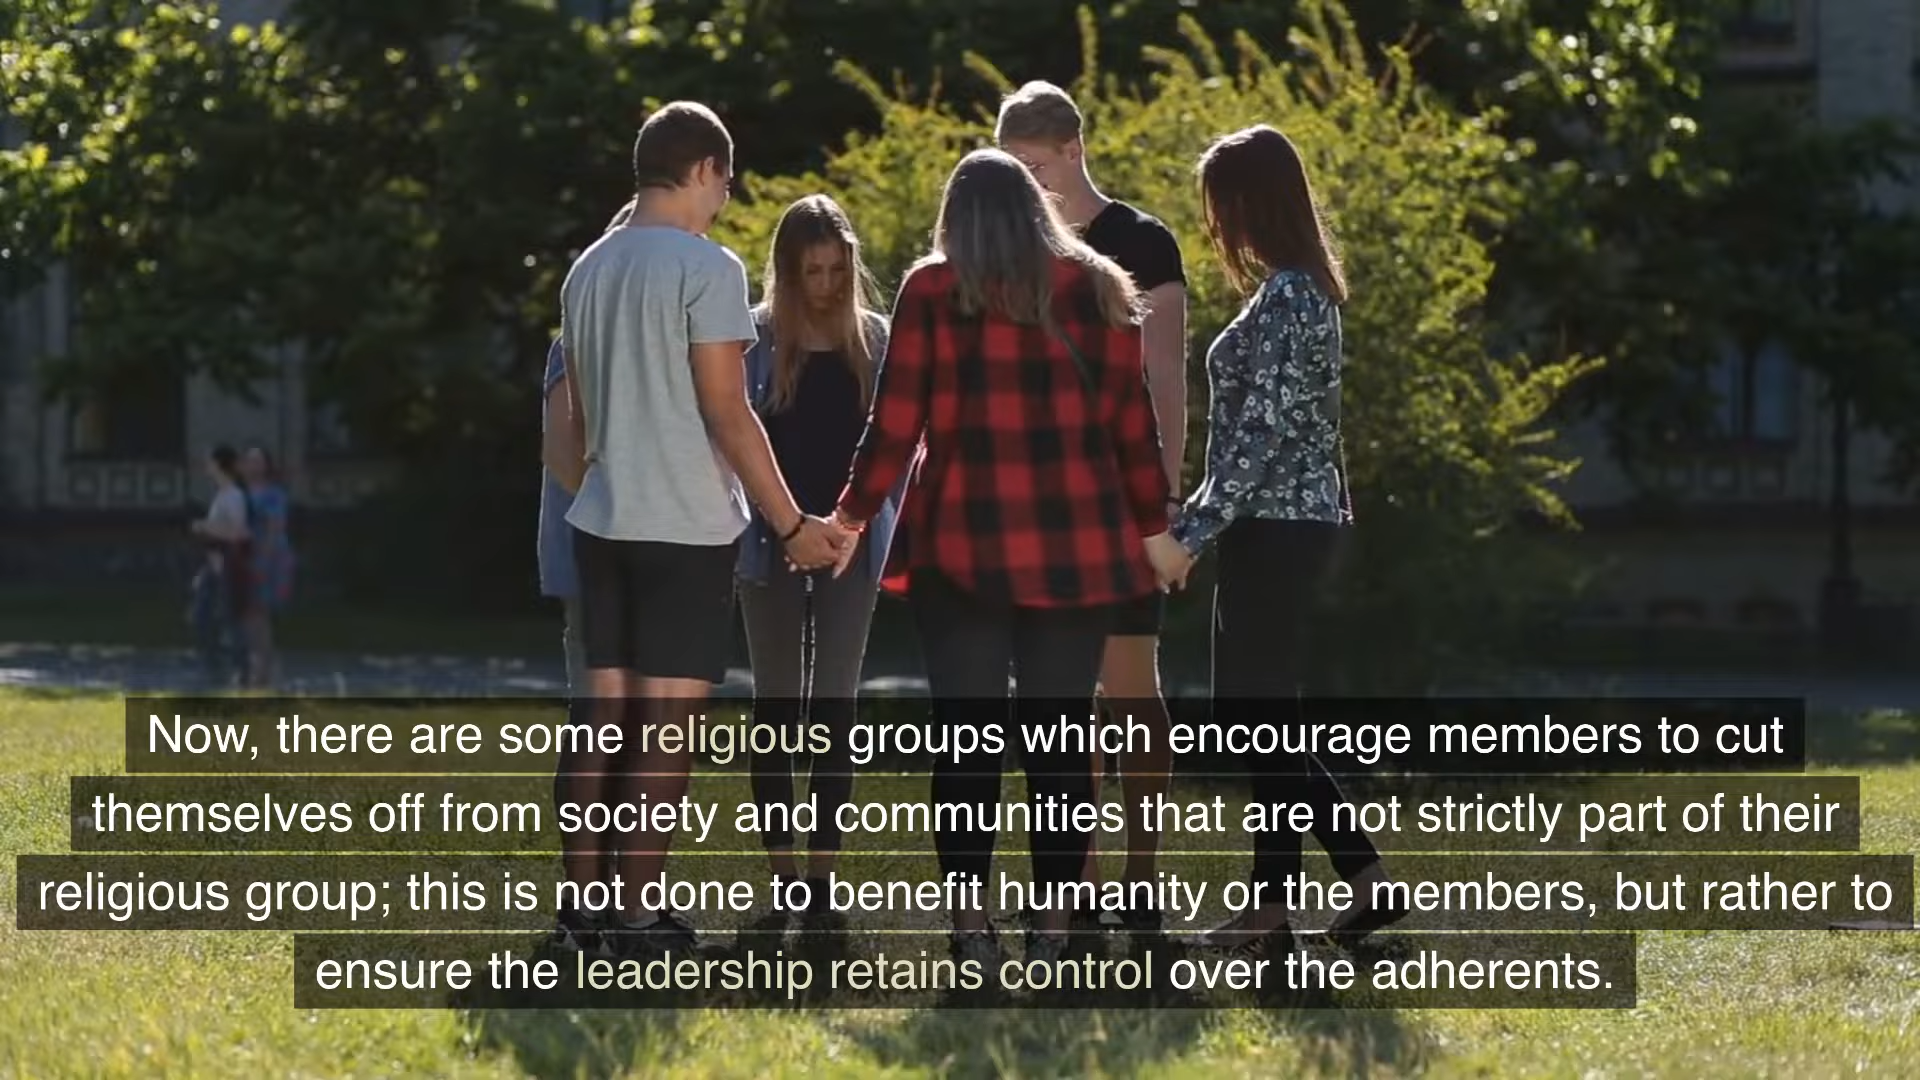 Now, there are some religious groups which encourage members to cut
themselves off from society and communities that are not strictly part of their
religious group; this is not done to benefit humanity or the members, but rather to
ensure the leadership retains control over the adherents.